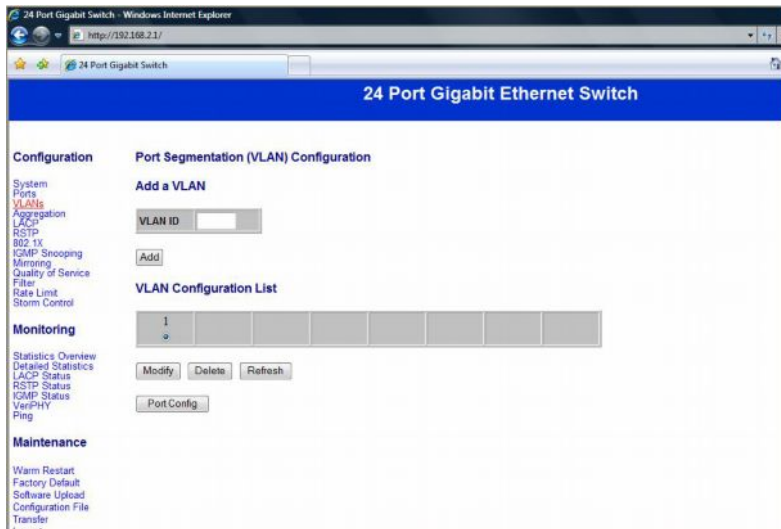 24 Port Gigabit Switch - Windows Internet Explorer
http://192.168.2.1/
24 Port Gigabit Switch
24 Port Gigabit Ethernet Switch
Configuration
System
Ports
VLANs
Aggregation
LACP
RSTP
802.1X
IGMP Snooping
Mirroring
Quality of Service
Filter
Rate Limit
Storm Control
Monitoring
Statistics Overview
Detailed Statistics
LACP Status
RSTP Status
IGMP Status
VeriPHY
Ping
Maintenance
Warm Restart
Factory Default
Software Upload
Configuration File
Transfer
Port Segmentation (VLAN) Configuration
Add a VLAN
VLAN ID
Add
VLAN Configuration List
1
Modify Delete Refresh
Port Config